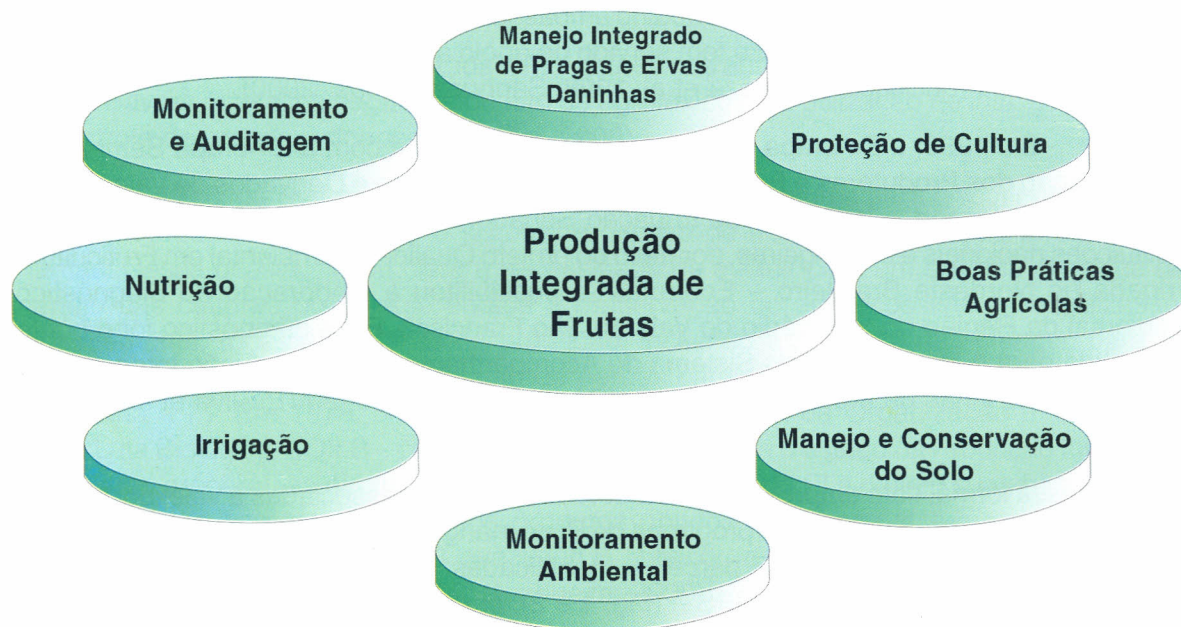 Manejo Integrado
de Pragas e Ervas
Daninhas
Monitoramento
e Auditagem
Proteção de Cultura
Produção
Integrada de
Frutas
Nutrição
Boas Práticas
Agrícolas
Irrigação
Manejo e Conservação
do Solo
Monitoramento
Ambiental